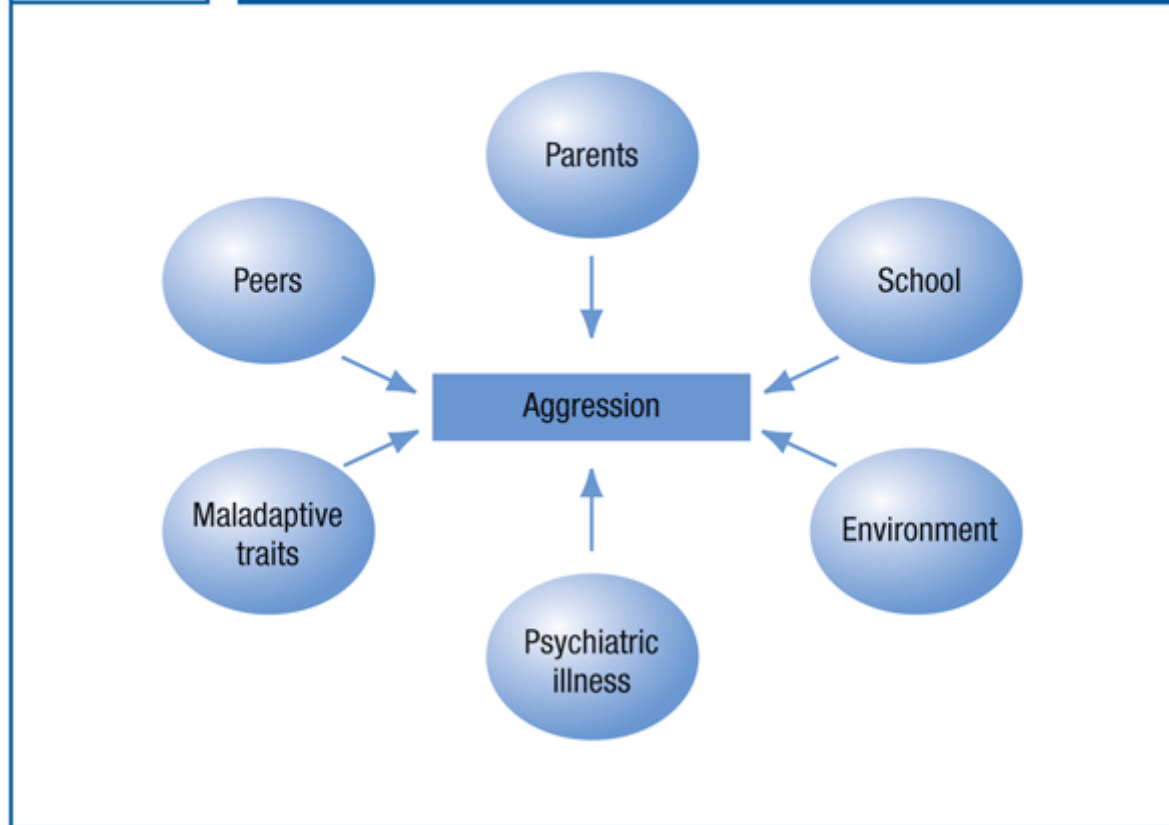 Parents
Peers
School
Aggression
Maladaptive
traits
Environment
Psychiatric
illness